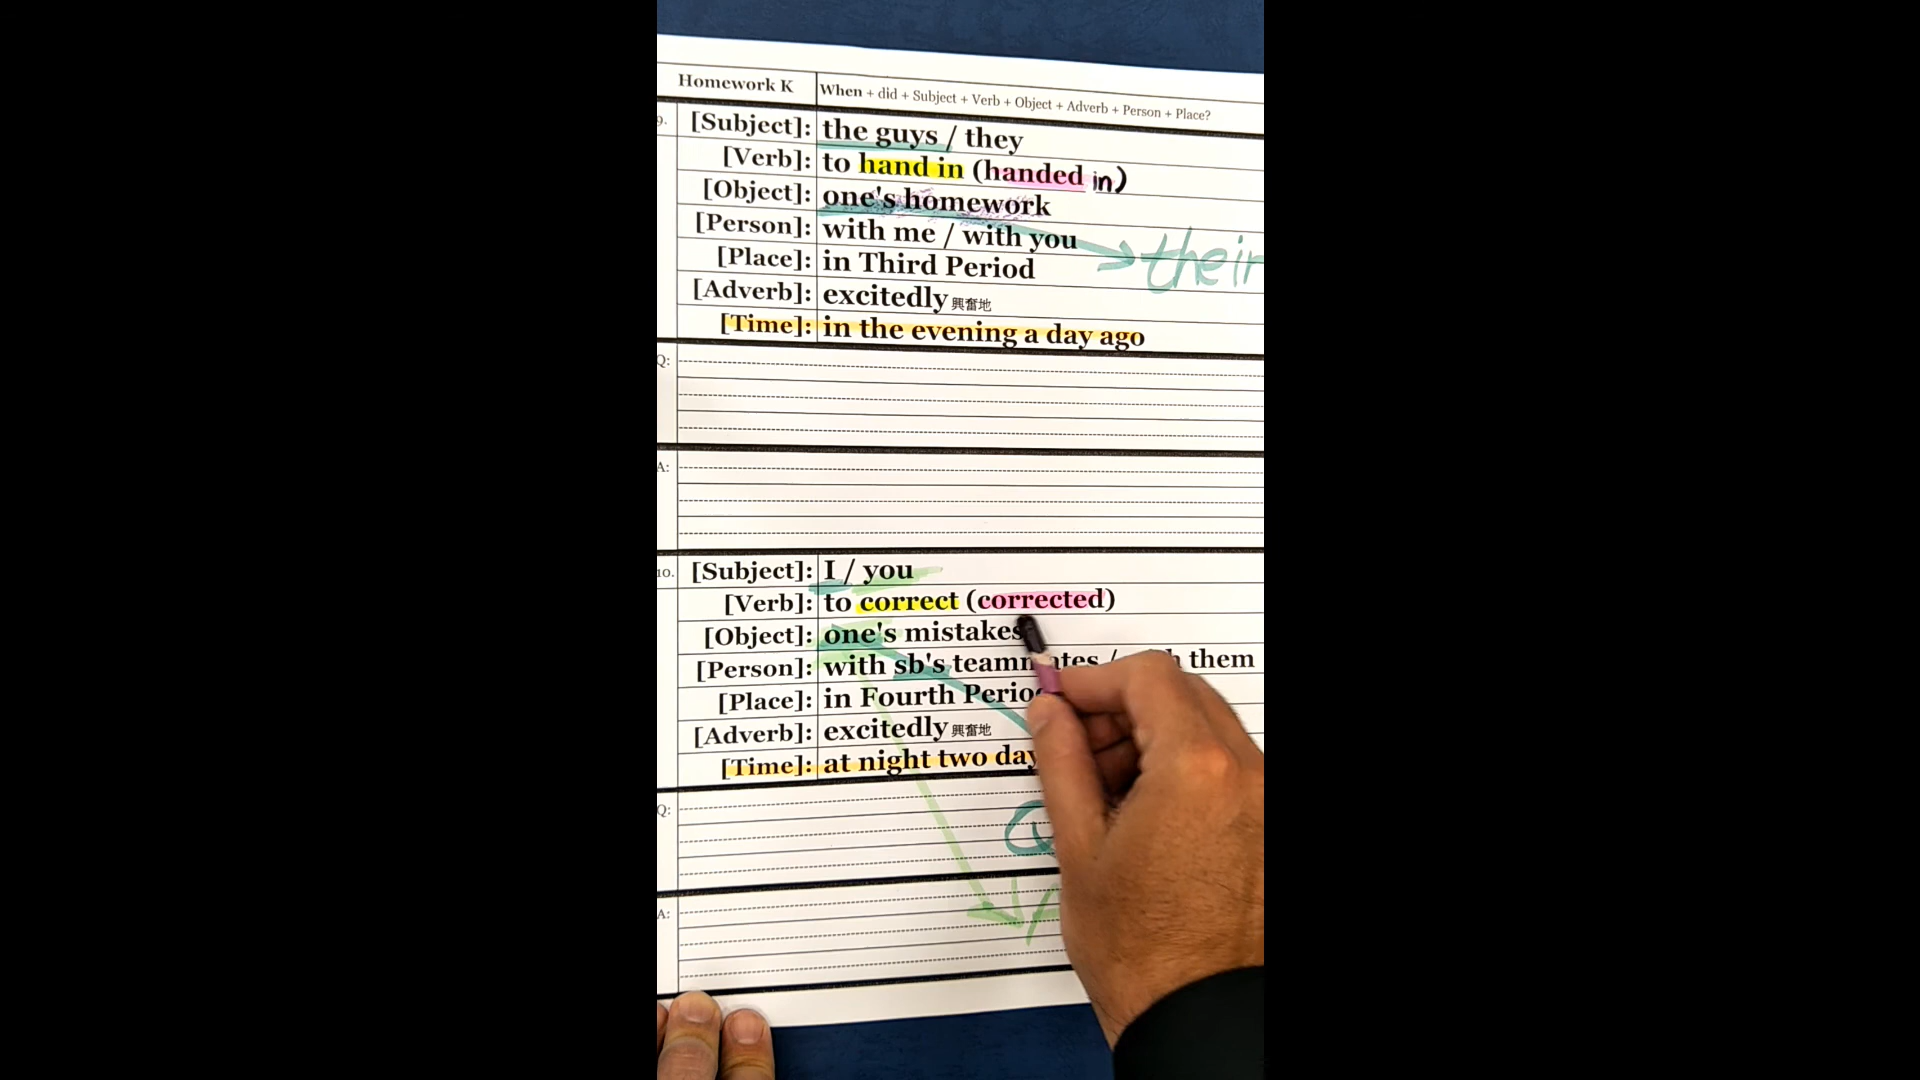 Homework K When + did + Subject + Verb + Object + Adverb + Person + Place?
9. [Subject]: the guys / they
[Verb]: to hand in (handed in)
[Object]: one's homework
[Person]: with me / with you
→ their
[Place]: in Third Period
[Adverb]: excitedly 興奮地
[Time]: in the evening a day ago
Q:
A:
10. [Subject]: I / you
[Verb]: to correct (corrected)
[Object]: one's mistakes
[Person]: with sb's teammates / them
[Place]: in Fourth
[Adverb]: excitedly 興奮地
[Time]: at night two
Q:
A: